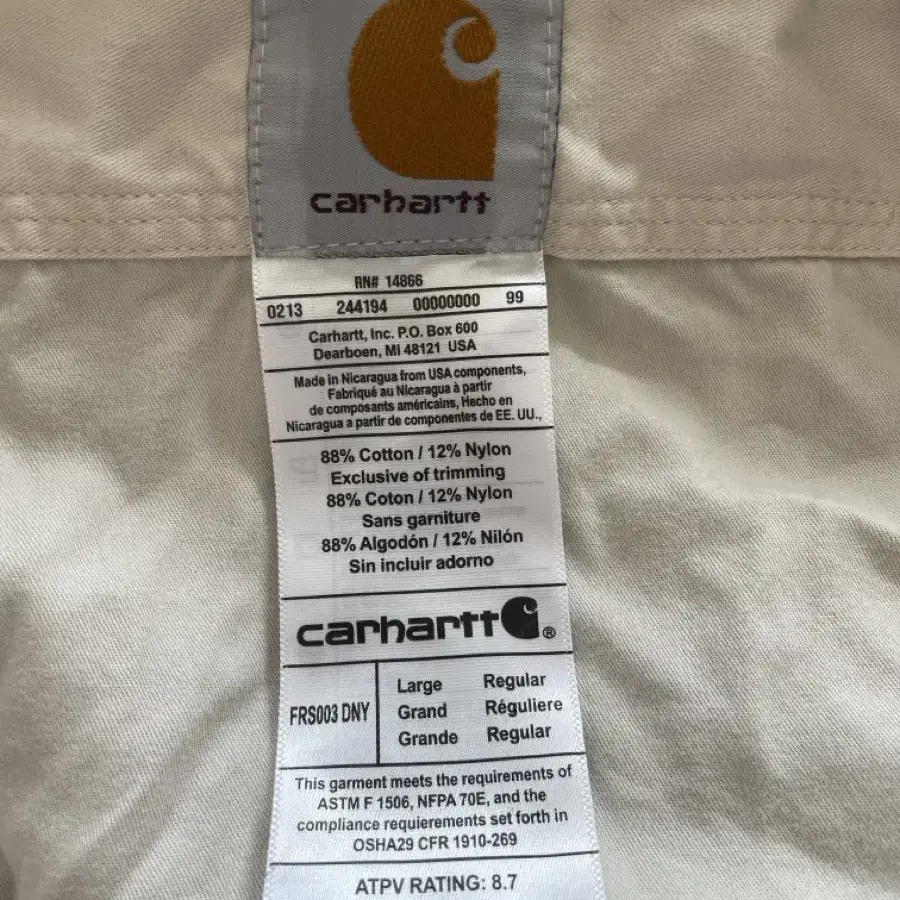 carhartt
RN# 14866
0213 244194 00000000 99
Carhartt, Inc. P.O. Box 600
Dearboen, MI 48121 USA
Made in Nicaragua from USA components,
Fabriqué au Nicaragua à partir
de composants américains, Hecho en
Nicaragua a partir de componentes de EE. UU.,
88% Cotton / 12% Nylon
Exclusive of trimming
88% Coton / 12% Nylon
Sans garniture
88% Algodón / 12% Nilón
Sin incluir adorno
carhartt ®
FRS003 DNY
Large Regular
Grand Réguliere
Grande Regular
This garment meets the requirements of
ASTM F 1506, NFPA 70E, and the
compliance requierements set forth in
OSHA29 CFR 1910-269
ATPV RATING: 8.7